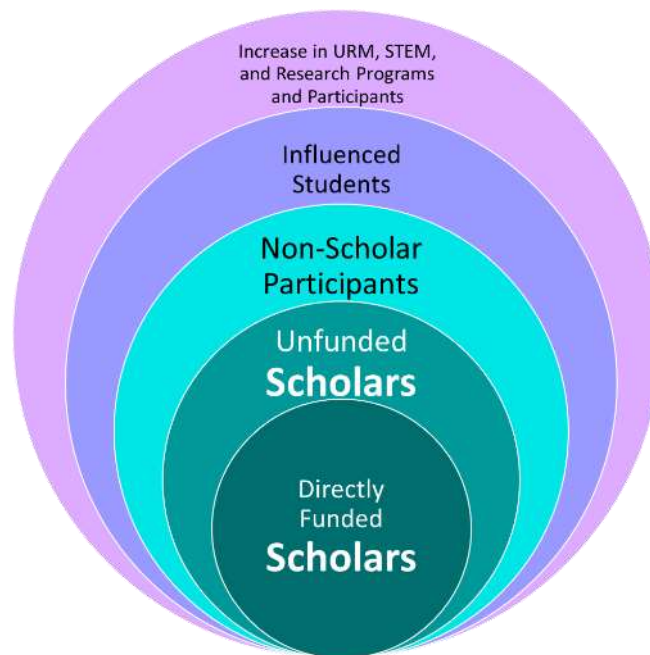 Increase in URM, STEM,
and Research Programs
and Participants
Influenced
Students
Non-Scholar
Participants
Unfunded
Scholars
Directly
Funded
Scholars